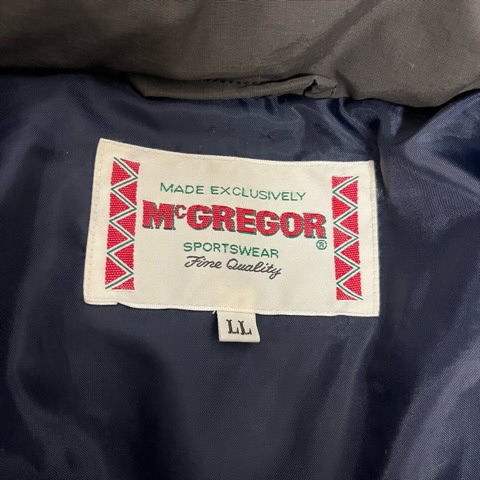 MADE EXCLUSIVELY
McGREGOR®
SPORTSWEAR
Fine Quality
LL